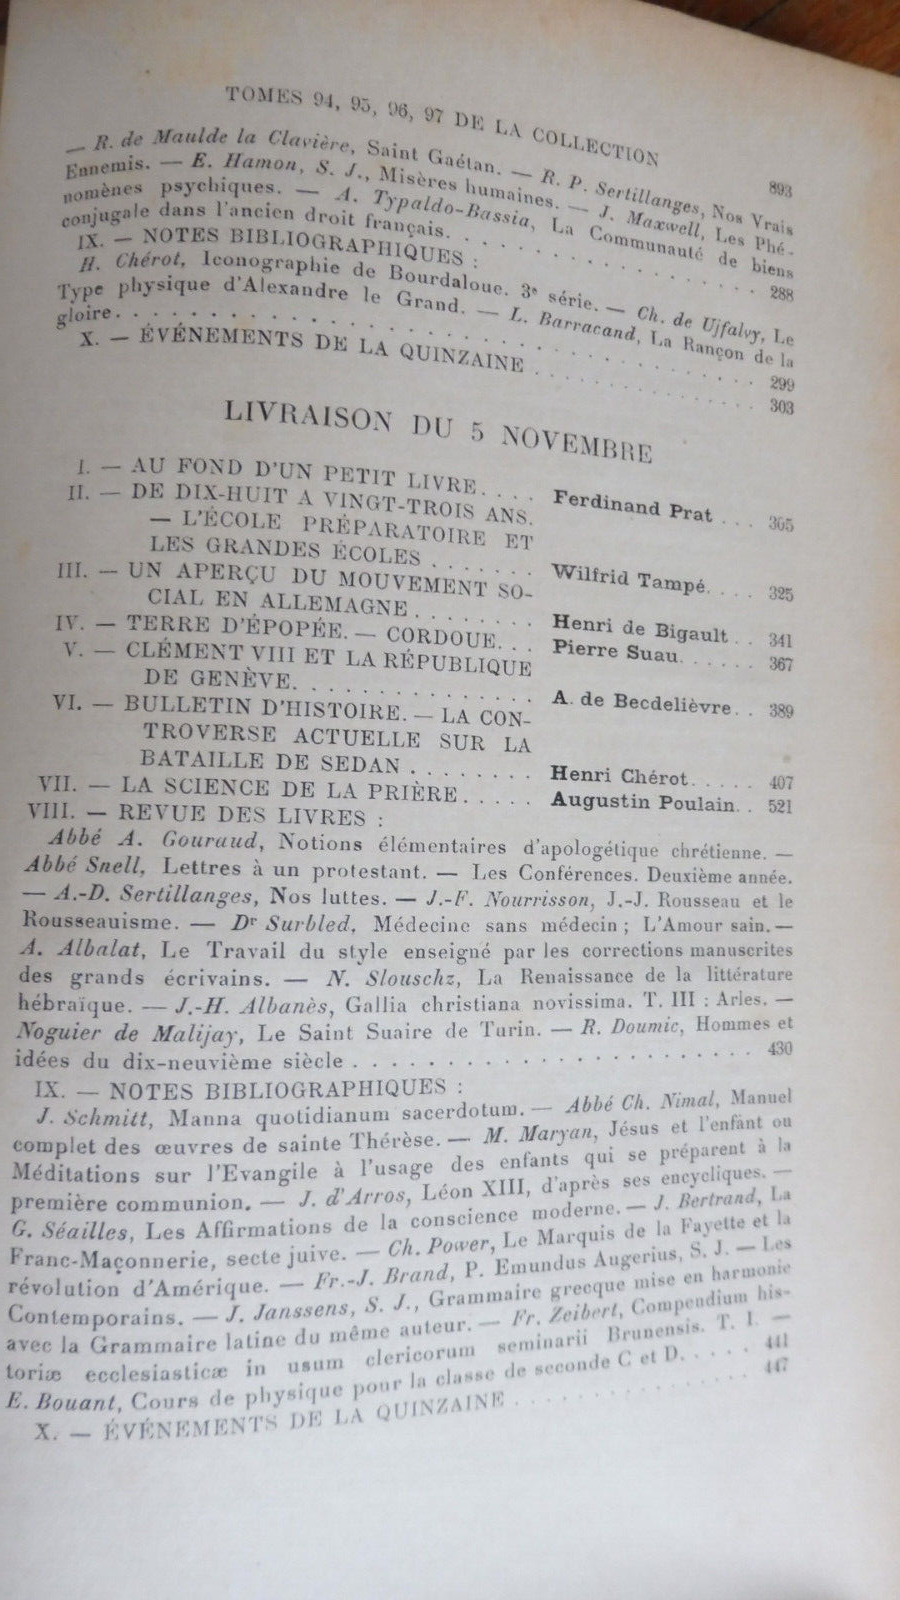 TOMES 94, 95, 96, 97 DE LA COLLECTION 893
— R. de Maulde la Clavière, Saint Gaétan. — R. P. Sertillanges, Nos Vrais
Ennemis. — E. Hamon, S. J., Misères humaines. — J. Maxwell, Les Phé-
nomènes psychiques. — A. Typaldo-Bassia, La Communauté de biens
conjugale dans l'ancien droit français. . . . . . . . . . . . . . . . 288
IX. — NOTES BIBLIOGRAPHIQUES :
H. Chérot, Iconographie de Bourdaloue. 3e série. — Ch. de Ujfalvy, Le
Type physique d'Alexandre le Grand. — L. Barracand, La Rançon de la
gloire. . . . . . . . . . . . . . . . . . . . . . . 299
X. — ÉVÉNEMENTS DE LA QUINZAINE . . . . . . . . . . . . 303
LIVRAISON DU 5 NOVEMBRE
I. — AU FOND D'UN PETIT LIVRE. . . . Ferdinand Prat . . . 305
II. — DE DIX-HUIT A VINGT-TROIS ANS.
— L'ÉCOLE PRÉPARATOIRE ET
LES GRANDES ÉCOLES . . . . . . . Wilfrid Tampé. . . . 325
III. — UN APERÇU DU MOUVEMENT SO-
CIAL EN ALLEMAGNE . . . . . . . . Henri de Bigault . . 341
IV. — TERRE D'ÉPOPÉE. — CORDOUE. . . Pierre Suau. . . . . . 367
V. — CLÉMENT VIII ET LA RÉPUBLIQUE
DE GENÈVE. . . . . . . . . . . . . . . A. de Becdelièvre. . 389
VI. — BULLETIN D'HISTOIRE. — LA CON-
TROVERSE ACTUELLE SUR LA
BATAILLE DE SEDAN . . . . . . . . Henri Chérot. . . . . . 407
VII. — LA SCIENCE DE LA PRIÈRE. . . . . Augustin Poulain. . 521
VIII. — REVUE DES LIVRES :
Abbé A. Gouraud, Notions élémentaires d'apologétique chrétienne. —
Abbé Snell, Lettres à un protestant. — Les Conférences. Deuxième année.
— A.-D. Sertillanges, Nos luttes. — J.-F. Nourrisson, J.-J. Rousseau et le
Rousseauisme. — Dr Surbled, Médecine sans médecin ; L'Amour sain. —
A. Albalat, Le Travail du style enseigné par les corrections manuscrites
des grands écrivains. — N. Slouschz, La Renaissance de la littérature
hébraïque. — J.-H. Albanès, Gallia christiana novissima. T. III : Arles. —
Noguier de Malijay, Le Saint Suaire de Turin. — R. Doumic, Hommes et
idées du dix-neuvième siècle . . . . . . . . . . . . . . . . . . . . 430
IX. — NOTES BIBLIOGRAPHIQUES :
J. Schmitt, Manna quotidianum sacerdotum. — Abbé Ch. Nimal, Manuel
complet des œuvres de sainte Thérèse. — M. Maryan, Jésus et l'enfant ou
Méditations sur l'Evangile à l'usage des enfants qui se préparent à la
première communion. — J. d'Arros, Léon XIII, d'après ses encycliques. —
G. Séailles, Les Affirmations de la conscience moderne. — J. Bertrand, La
Franc-Maçonnerie, secte juive. — Ch. Power, Le Marquis de la Fayette et la
révolution d'Amérique. — Fr.-J. Brand, P. Emundus Augerius, S. J. — Les
Contemporains. — J. Janssens, S. J., Grammaire grecque mise en harmonie
avec la Grammaire latine du même auteur. — Fr. Zeibert, Compendium his-
toriæ ecclesiasticæ in usum clericorum seminarii Brunensis. T. I. —
E. Bouant, Cours de physique pour la classe de seconde C et D. . . . . . 441
X. — ÉVÉNEMENTS DE LA QUINZAINE . . . . . . . . . . . . . 447